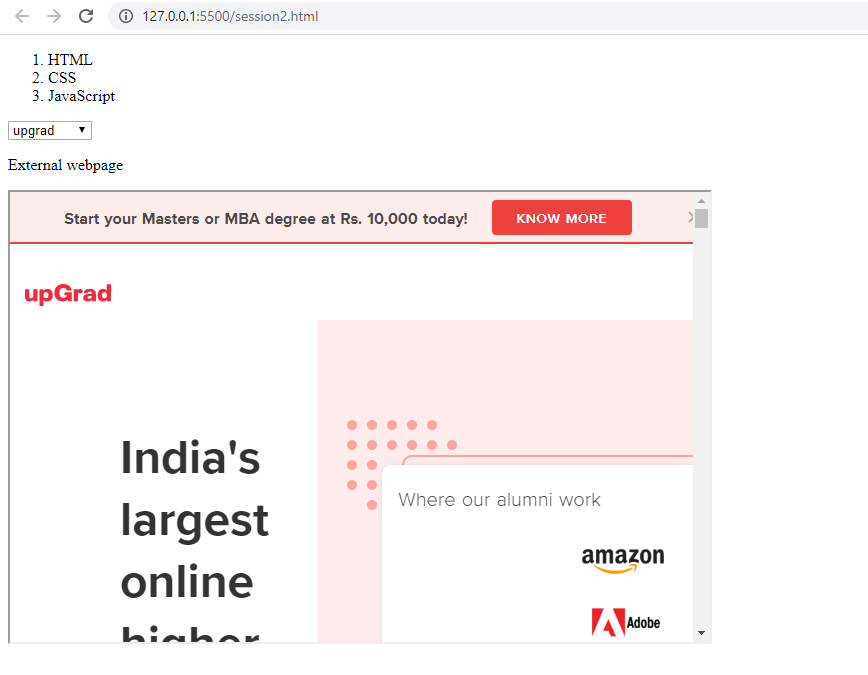 127.0.0.1:5500/session2.html
1. HTML
2. CSS
3. JavaScript
upgrad
External webpage
Start your Masters or MBA degree at Rs. 10,000 today!
KNOW MORE
upGrad
India's
largest
online
higher
Where our alumni work
amazon
Adobe